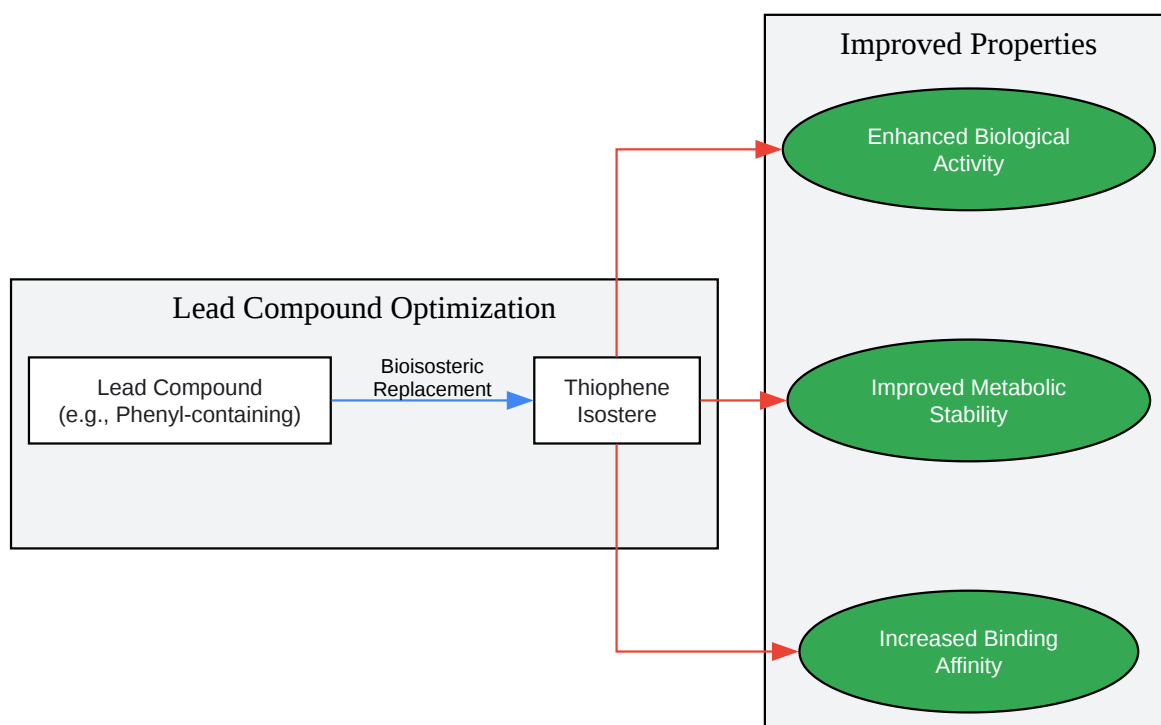 Improved Properties
Enhanced Biological
Activity
Lead Compound Optimization
Lead Compound
(e.g., Phenyl-containing)
Bioisosteric
Replacement
Thiophene
Isostere
Improved Metabolic
Stability
Increased Binding
Affinity